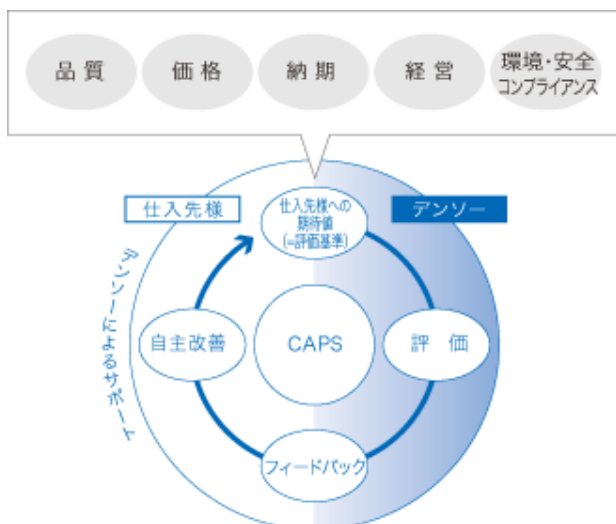 品質
価格
納期
経営
環境・安全
コンプライアンス
仕入先様
仕入先様への
期待値
(=評価基準)
デンソー
デンソーによるサポート
自主改善
CAPS
評価
フィードバック